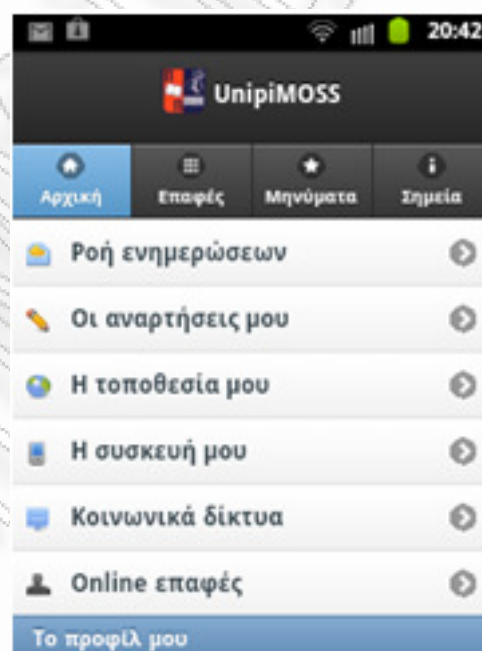 20:42
UnipiMOSS
Αρχική Επαφές Μηνύματα Σημεία
Ροή ενημερώσεων
Οι αναρτήσεις μου
Η τοποθεσία μου
Η συσκευή μου
Κοινωνικά δίκτυα
Online επαφές
Το προφίλ μου